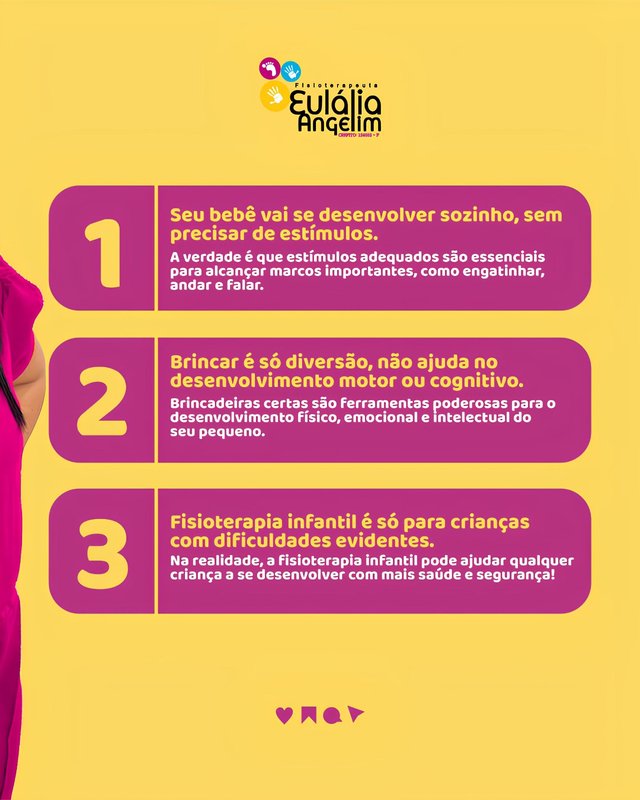 Fisioterapeuta
Eulália
Angelim
1
Seu bebê vai se desenvolver sozinho, sem
precisar de estímulos.
A verdade é que estímulos adequados são essenciais
para alcançar marcos importantes, como engatinhar,
andar e falar.
2
Brincar é só diversão, não ajuda no
desenvolvimento motor ou cognitivo.
Brincadeiras certas são ferramentas poderosas para o
desenvolvimento físico, emocional e intelectual do
seu pequeno.
3
Fisioterapia infantil é só para crianças
com dificuldades evidentes.
Na realidade, a fisioterapia infantil pode ajudar qualquer
criança a se desenvolver com mais saúde e segurança!